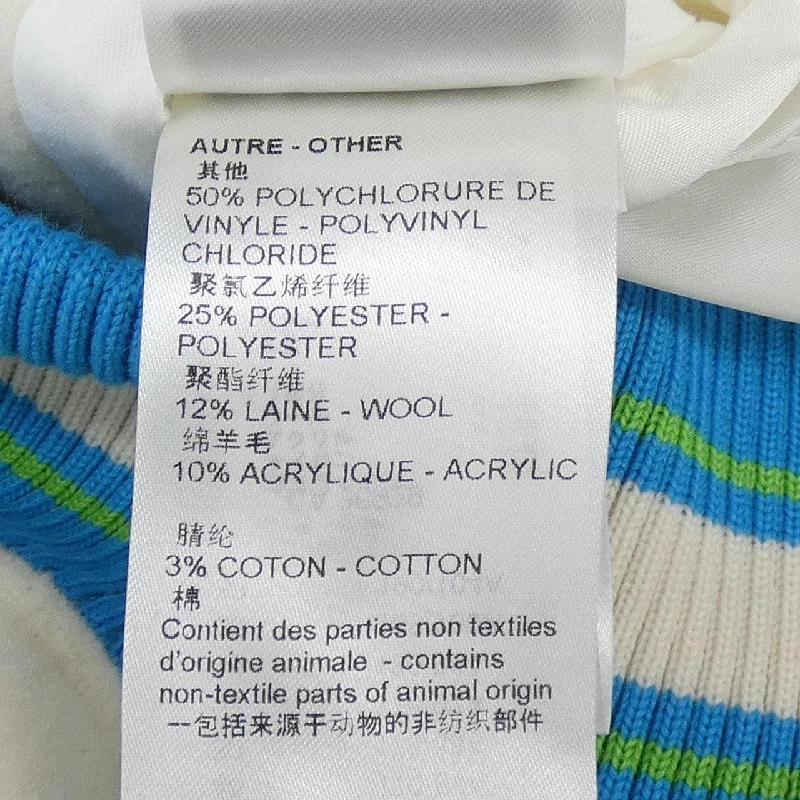 AUTRE - OTHER
其他
50% POLYCHLORURE DE
VINYLE - POLYVINYL
CHLORIDE
聚氯乙烯纤维
25% POLYESTER -
POLYESTER
聚酯纤维
12% LAINE - WOOL
绵羊毛
10% ACRYLIQUE - ACRYLIC
腈纶
3% COTON - COTTON
棉
Contient des parties non textiles
d'origine animale - contains
non-textile parts of animal origin
--包括来源于动物的非纺织部件